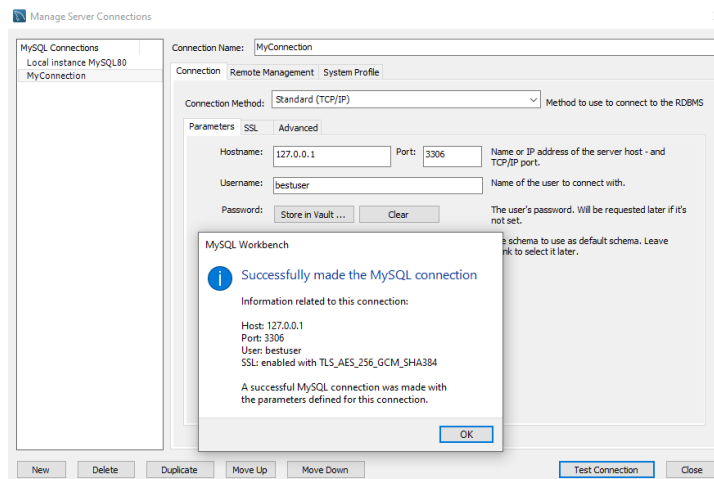 Manage Server Connections
MySQL Connections
Local instance MySQL80
MyConnection
Connection Name: MyConnection
Connection Remote Management System Profile
Connection Method: Standard (TCP/IP) Method to use to connect to the RDBMS
Parameters SSL Advanced
Hostname: 127.0.0.1 Port: 3306 Name or IP address of the server host - and
TCP/IP port.
Username: bestuser Name of the user to connect with.
Password: Store in Vault ... Clear The user's password. Will be requested later if it's
not set.
schema to use as default schema. Leave
to select it later.
MySQL Workbench
Successfully made the MySQL connection
Information related to this connection:
Host: 127.0.0.1
Port: 3306
User: bestuser
SSL: enabled with TLS_AES_256_GCM_SHA384
A successful MySQL connection was made with
the parameters defined for this connection.
OK
New Delete Duplicate Move Up Move Down Test Connection Close